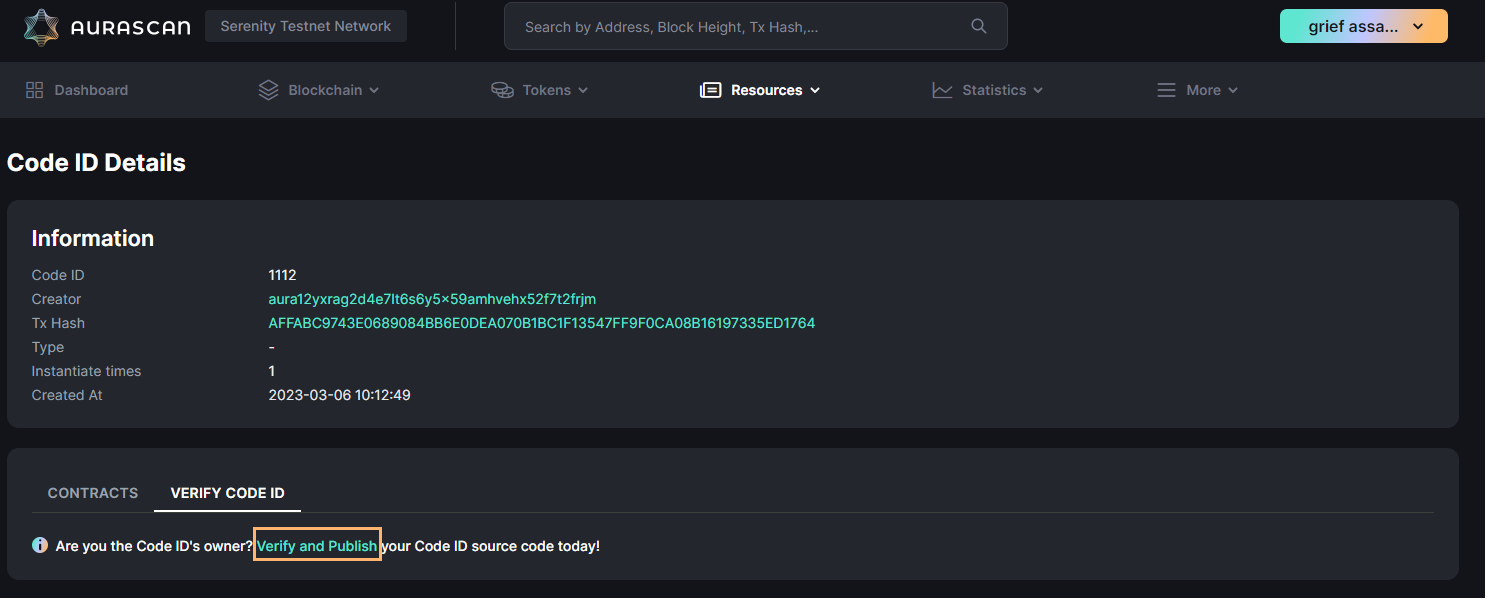 AURASCAN Serenity Testnet Network Search by Address, Block Height, Tx Hash,... grief assa...
Dashboard Blockchain Tokens Resources Statistics More
Code ID Details
Information
Code ID 1112
Creator aura12yxrag2d4e7lt6s6y5x59amhvehx52f7t2frjm
Tx Hash AFFABC9743E0689084BB6E0DEA070B1BC1F13547FF9F0CA08B16197335ED1764
Type -
Instantiate times 1
Created At 2023-03-06 10:12:49
CONTRACTS VERIFY CODE ID
Are you the Code ID's owner? Verify and Publish your Code ID source code today!